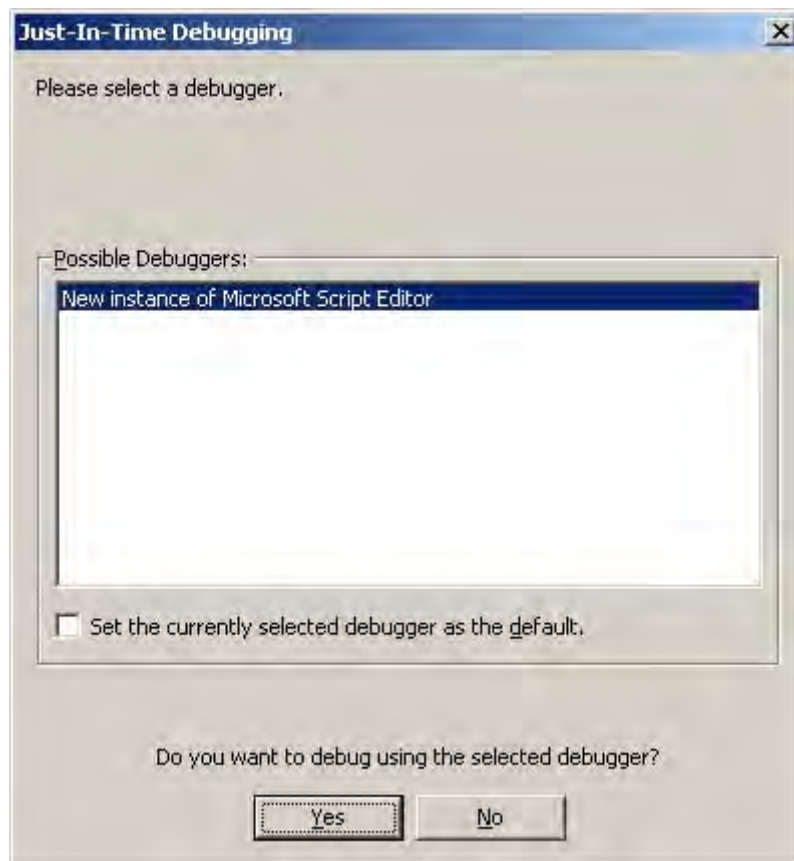 Just-In-Time Debugging
Please select a debugger.
Possible Debuggers:
New instance of Microsoft Script Editor
Set the currently selected debugger as the default.
Do you want to debug using the selected debugger?
Yes
No